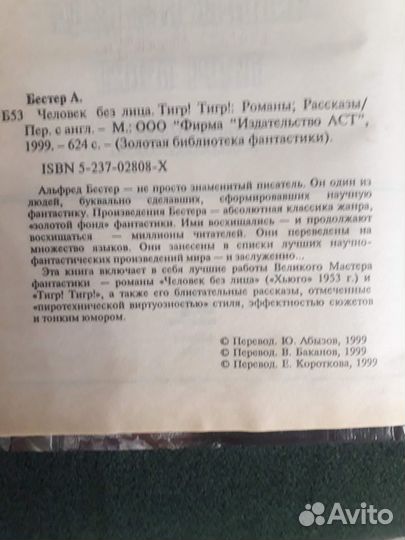 Бестер А.
Б53 Человек без лица. Тигр! Тигр!: Романы; Рассказы/
Пер. с англ. – М.: ООО "Фирма "Издательство АСТ",
1999. – 624 с. – (Золотая библиотека фантастики).
ISBN 5-237-02808-X
Альфред Бестер – не просто знаменитый писатель. Он один из
людей, буквально сделавших, сформировавших научную
фантастику. Произведения Бестера – абсолютная классика жанра,
«золотой фонд» фантастики. Ими восхищались – и продолжают
восхищаться – миллионы читателей. Они переведены на
множество языков. Они занесены в списки лучших научно-
фантастических произведений мира – и заслуженно...
Эта книга включает в себя лучшие работы Великого Мастера
фантастики – романы «Человек без лица» («Хьюго» 1953 г.) и
«Тигр! Тигр!», а также его блистательные рассказы, отмеченные
«пиротехнической виртуозностью» стиля, эффектностью сюжетов
и тонким юмором.
© Перевод. Ю. Абызов, 1999
© Перевод. В. Баканов, 1999
© Перевод. Е. Короткова, 1999
Avito